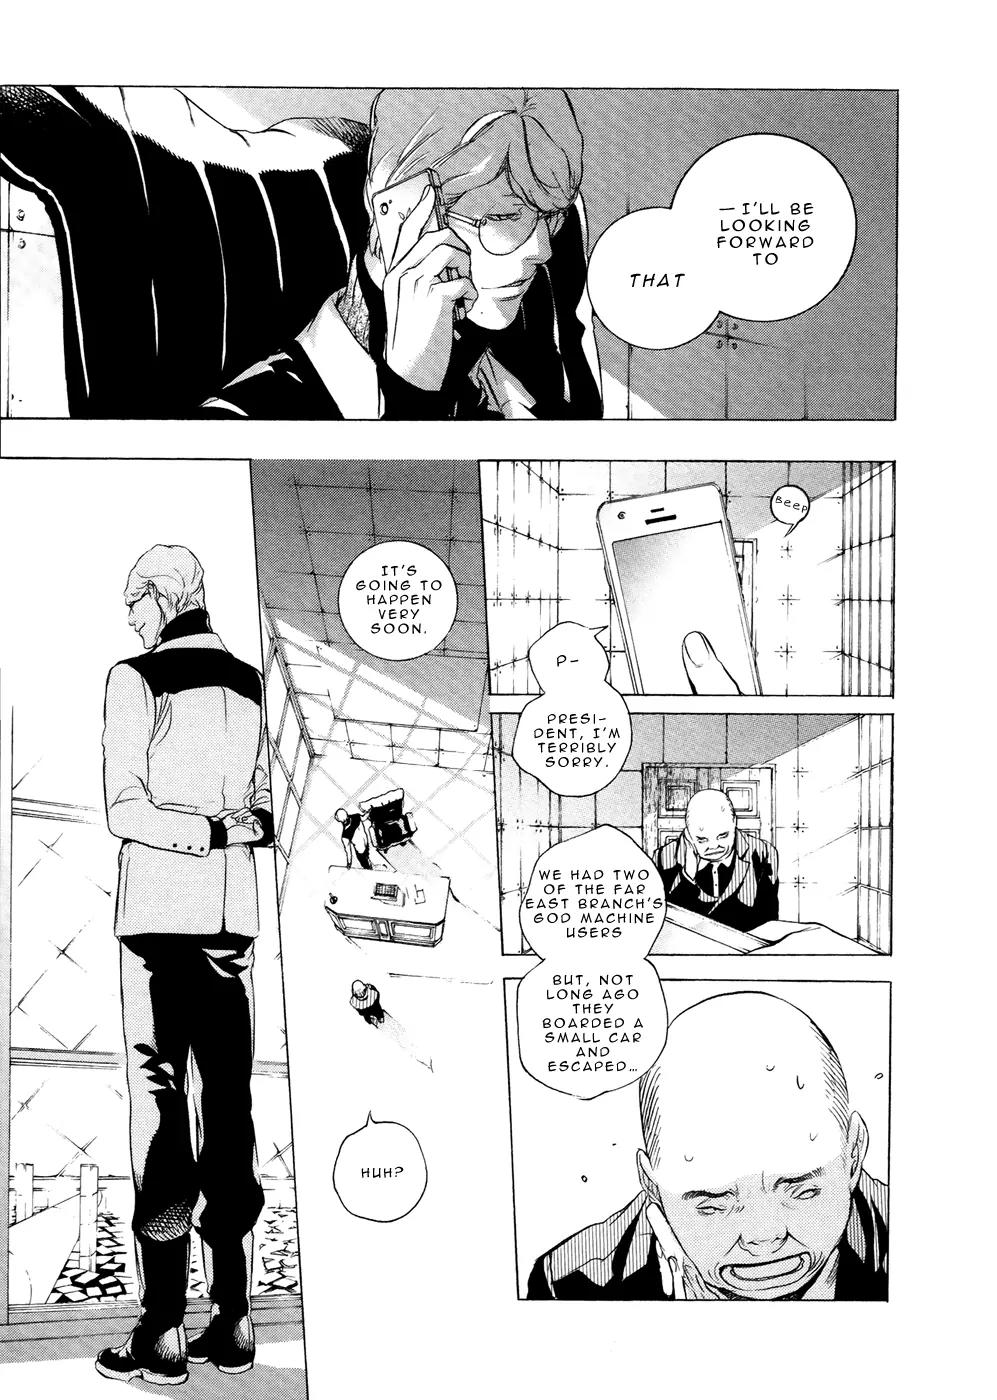 — I'LL BE
LOOKING
FORWARD
TO
THAT
BEEP
P-
PRESI-
DENT, I'M
TERRIBLY
SORRY.
WE HAD TWO
OF THE FAR
EAST BRANCH'S
GOD MACHINE
USERS
BUT, NOT
LONG AGO
THEY
BOARDED A
SMALL CAR
AND
ESCAPED...
IT'S
GOING TO
HAPPEN
VERY
SOON.
HUH?